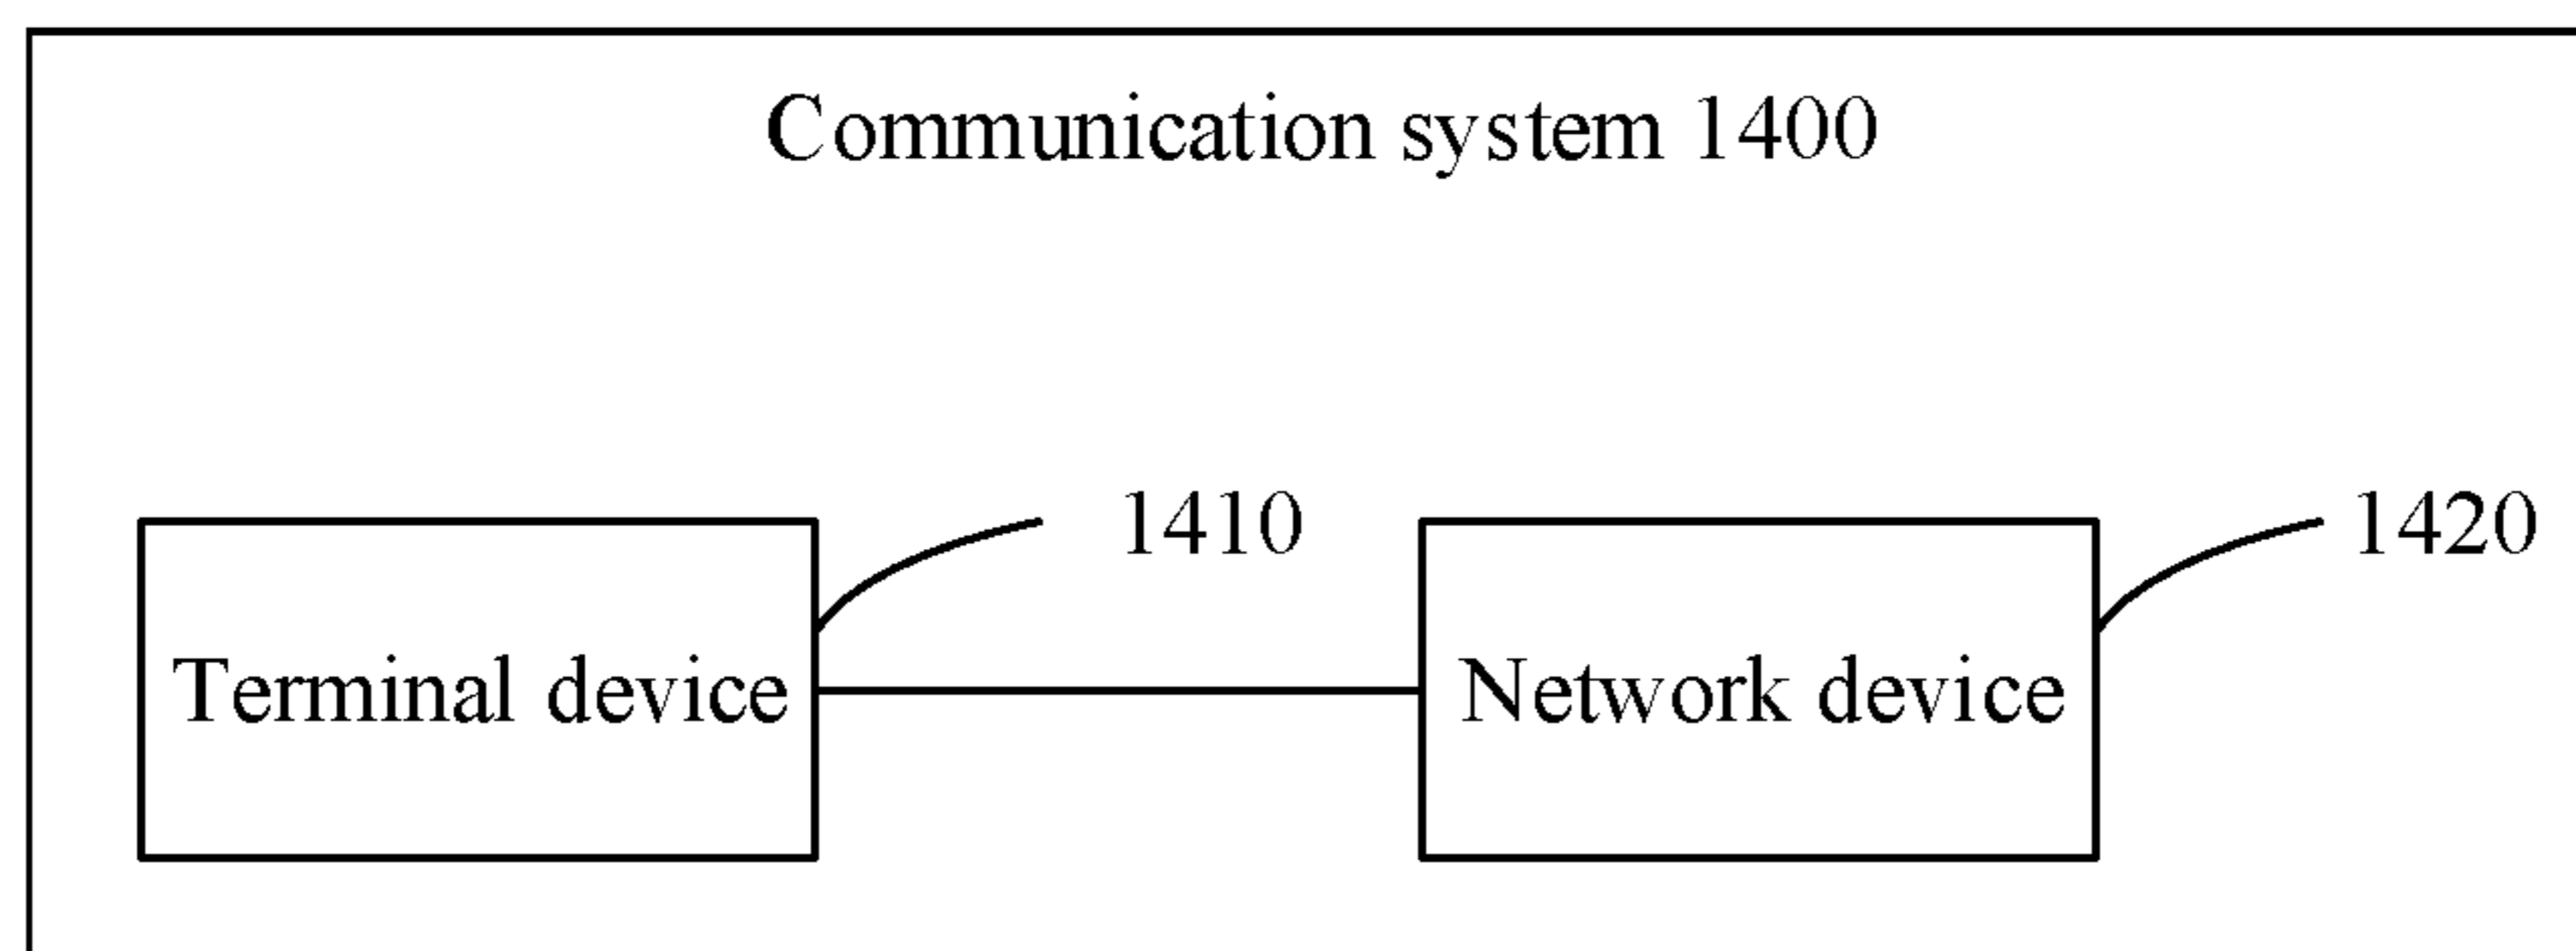 Communication system 1400
1410
1420
Terminal device
Network device